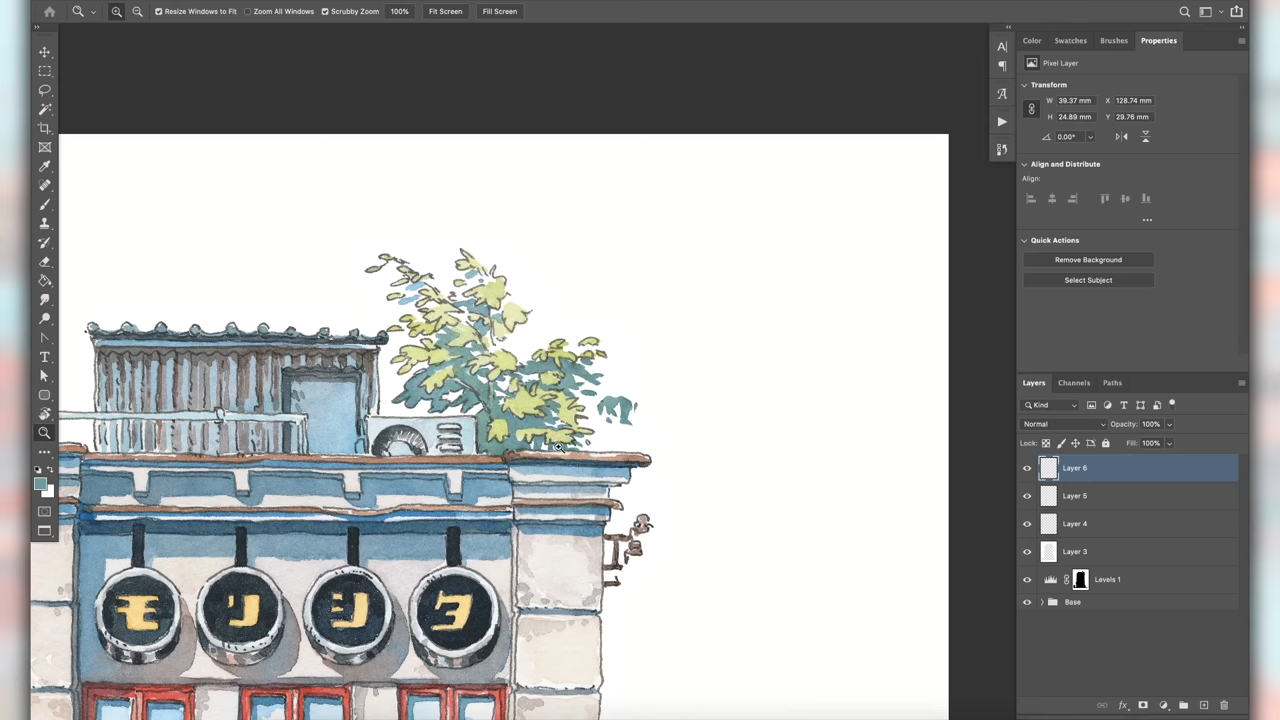 Resize Windows to Fit Zoom All Windows Scrubby Zoom 100% Fit Screen Fill Screen
Color Swatches Brushes Properties
Pixel Layer
Transform
W 39.37 mm X 128.74 mm
H 24.89 mm Y 29.76 mm
0.00°
Align and Distribute
Align:
Quick Actions
Remove Background
Select Subject
Layers Channels Paths
Kind
Normal Opacity: 100%
Lock: Fill: 100%
Layer 6
Layer 5
Layer 4
Layer 3
Levels 1
Base
モリシタ